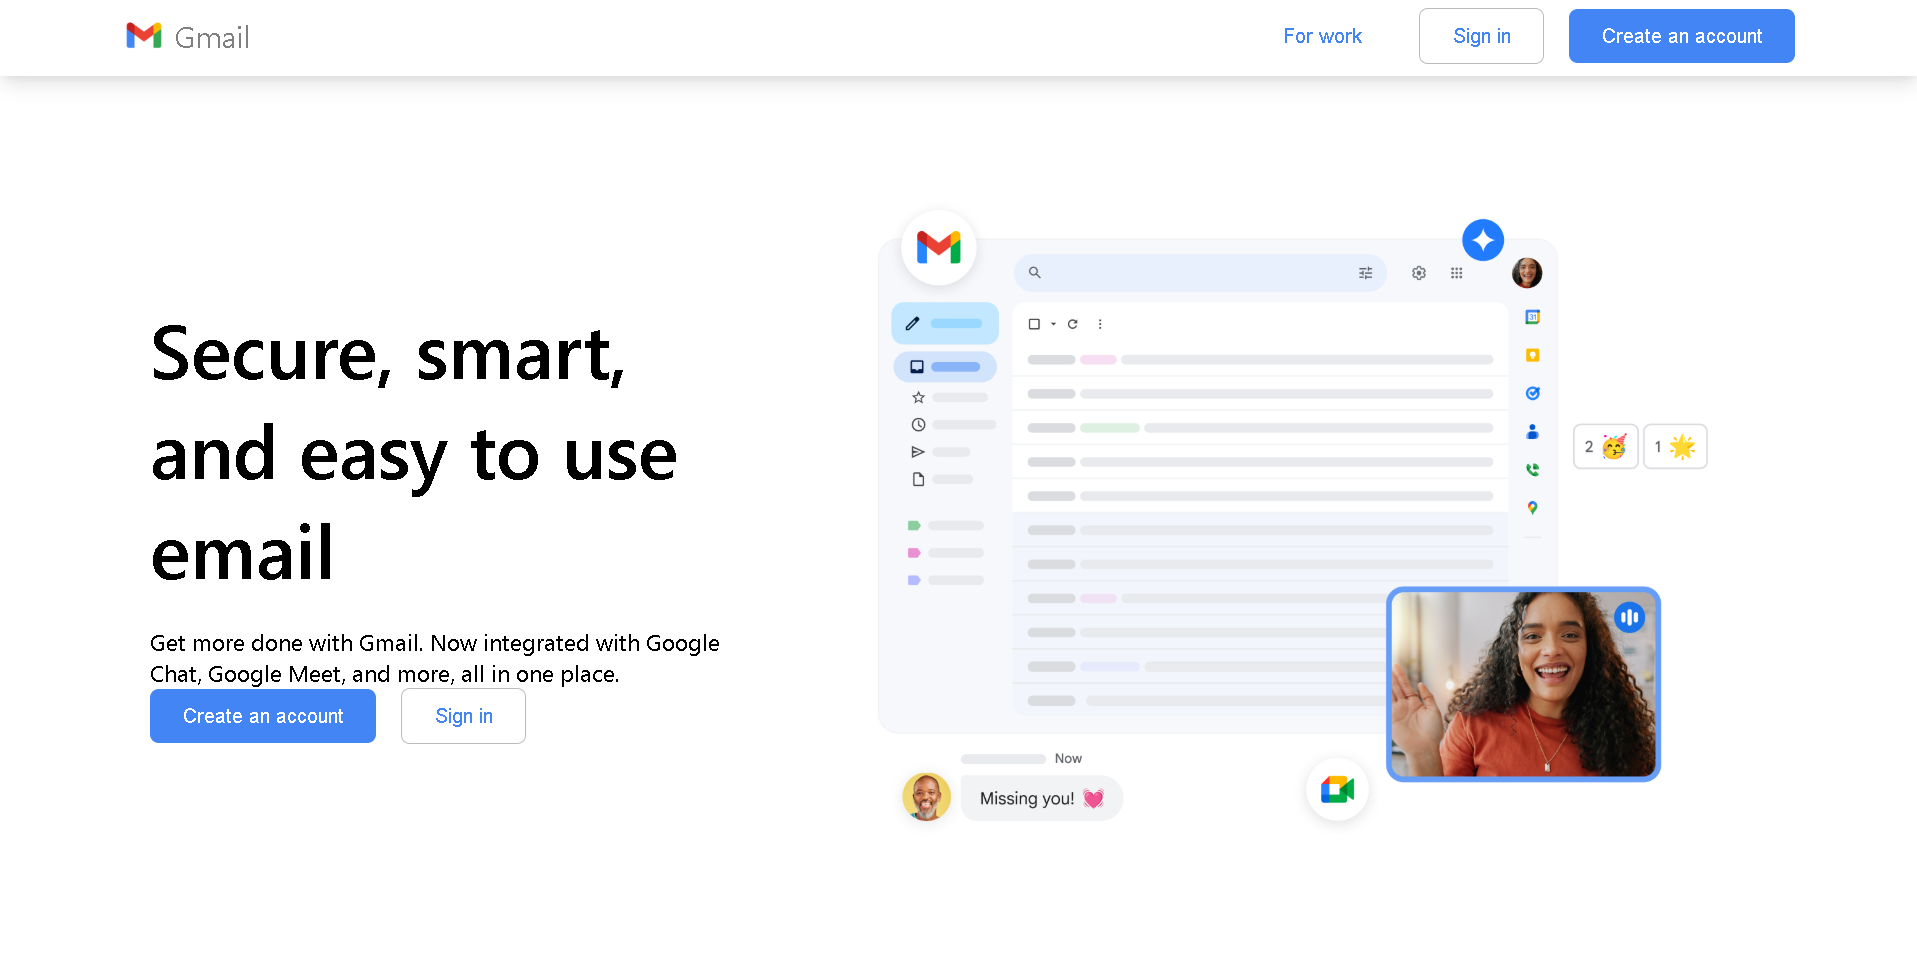 Gmail
For work
Sign in
Create an account
Secure, smart,
and easy to use
email
Get more done with Gmail. Now integrated with Google
Chat, Google Meet, and more, all in one place.
Create an account
Sign in
31
2
1
Now
Missing you!